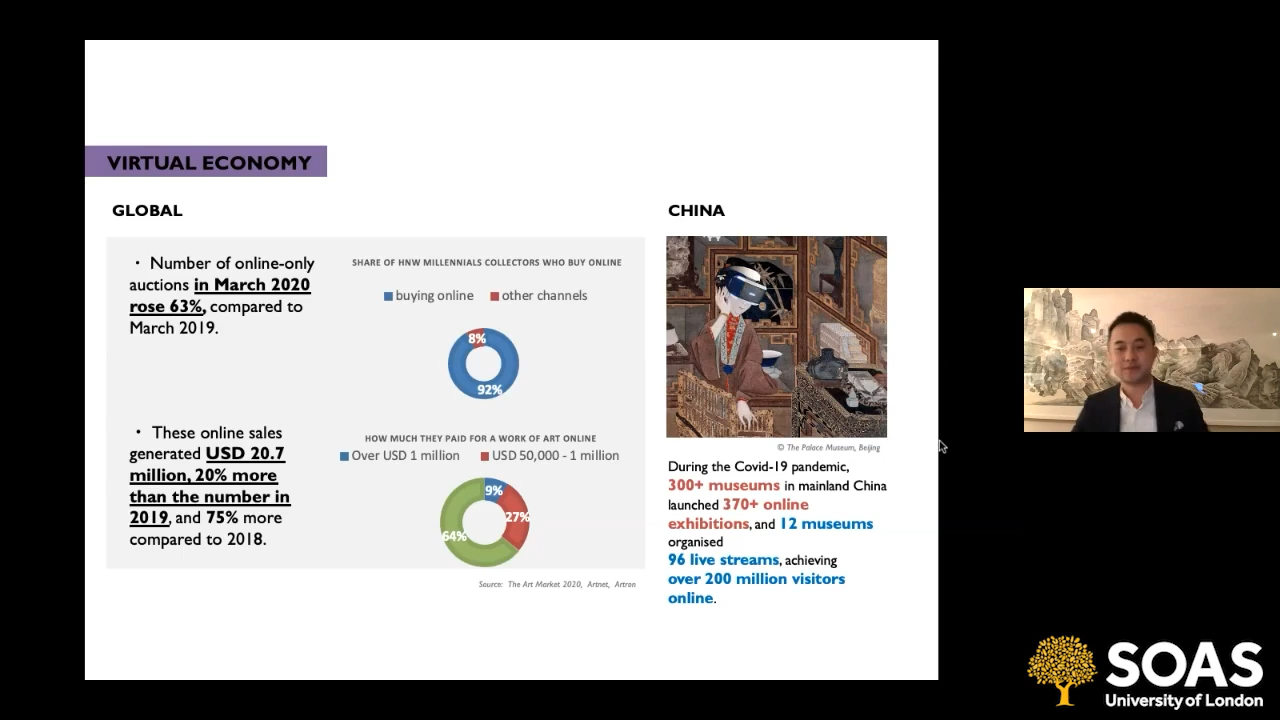 VIRTUAL ECONOMY
GLOBAL
• Number of online-only
auctions in March 2020
rose 63%, compared to
March 2019.
• These online sales
generated USD 20.7
million, 20% more
than the number in
2019, and 75% more
compared to 2018.
SHARE OF HNW MILLENNIALS COLLECTORS WHO BUY ONLINE
buying online other channels
8%
92%
HOW MUCH THEY PAID FOR A WORK OF ART ONLINE
Over USD 1 million USD 50,000 - 1 million
9%
27%
64%
Source: The Art Market 2020, Artnet, Artron
CHINA
© The Palace Museum, Beijing
During the Covid-19 pandemic,
300+ museums in mainland China
launched 370+ online
exhibitions, and 12 museums
organised
96 live streams, achieving
over 200 million visitors
online.
SOAS
University of London